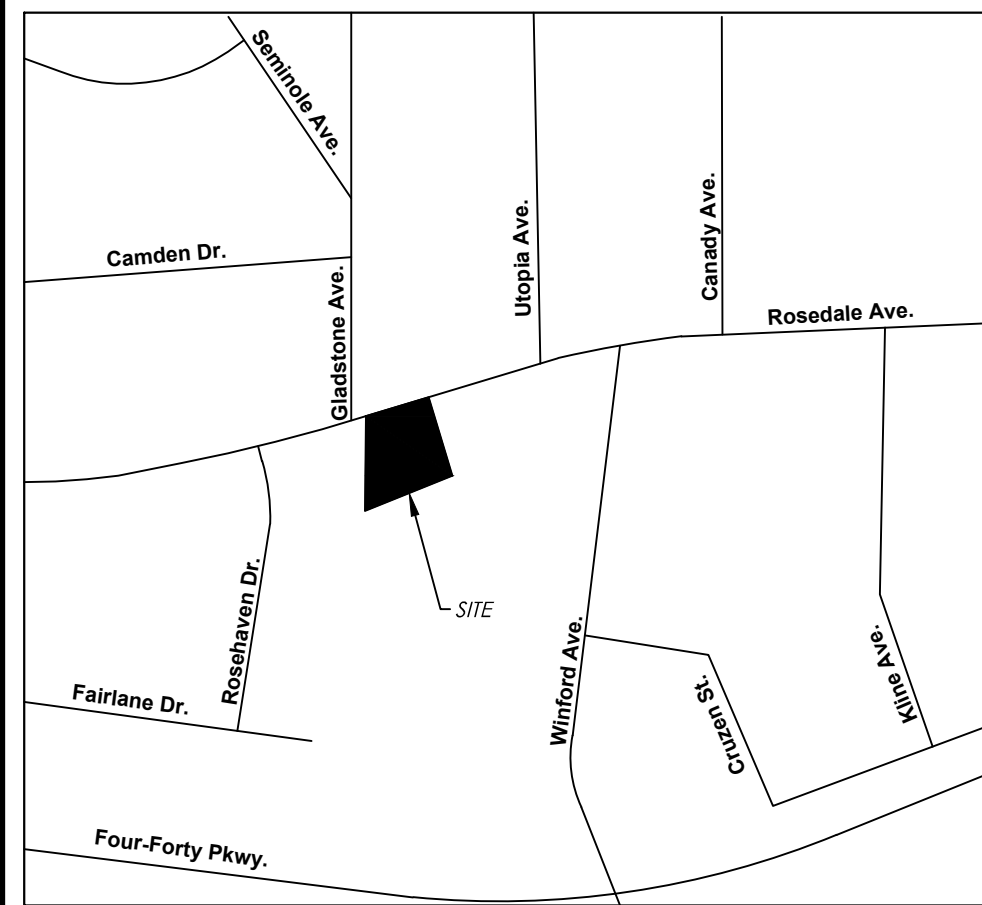 Seminole Ave.
Camden Dr.
Gladstone Ave.
Utopia Ave.
Canady Ave.
Rosedale Ave.
Rosehaven Dr.
SITE
Fairlane Dr.
Winford Ave.
Cruzen St.
Kline Ave.
Four-Forty Pkwy.